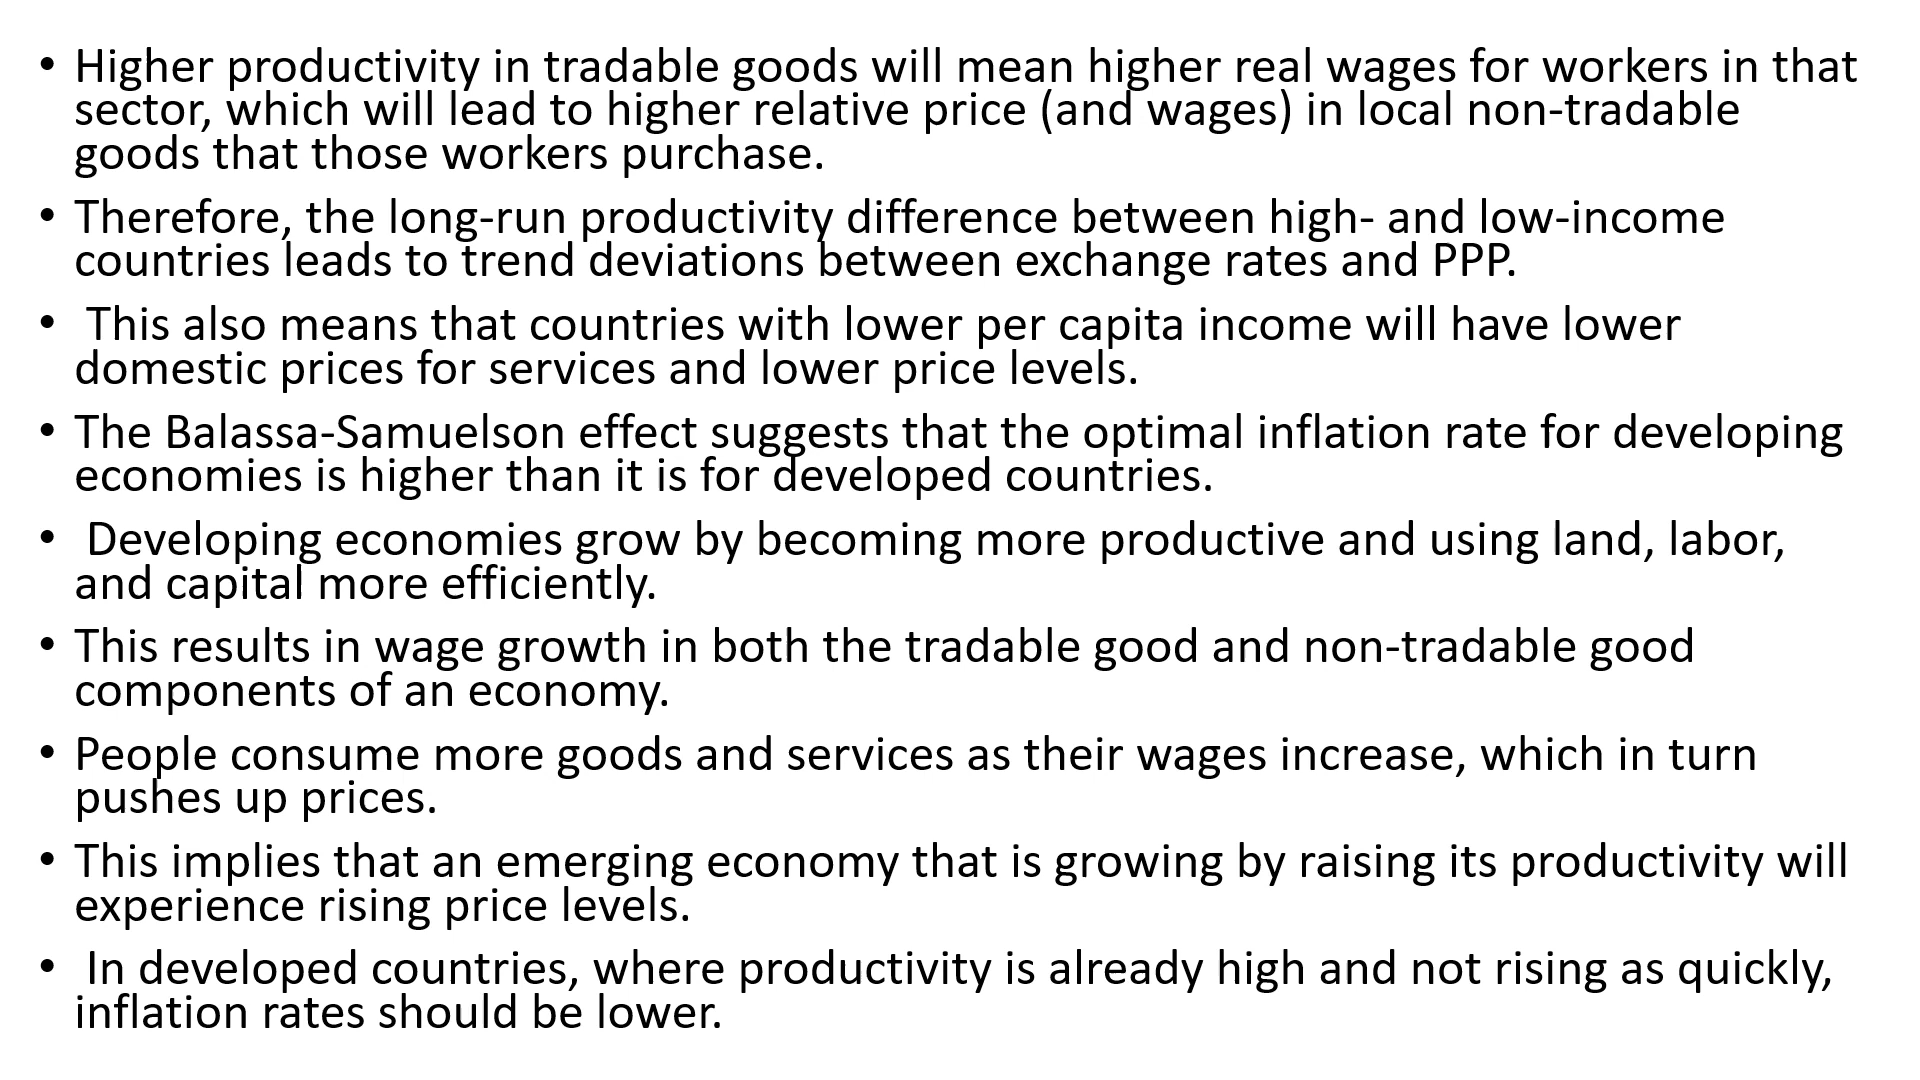 • Higher productivity in tradable goods will mean higher real wages for workers in that
sector, which will lead to higher relative price (and wages) in local non-tradable
goods that those workers purchase.
• Therefore, the long-run productivity difference between high- and low-income
countries leads to trend deviations between exchange rates and PPP.
• This also means that countries with lower per capita income will have lower
domestic prices for services and lower price levels.
• The Balassa-Samuelson effect suggests that the optimal inflation rate for developing
economies is higher than it is for developed countries.
• Developing economies grow by becoming more productive and using land, labor,
and capital more efficiently.
• This results in wage growth in both the tradable good and non-tradable good
components of an economy.
• People consume more goods and services as their wages increase, which in turn
pushes up prices.
• This implies that an emerging economy that is growing by raising its productivity will
experience rising price levels.
• In developed countries, where productivity is already high and not rising as quickly,
inflation rates should be lower.